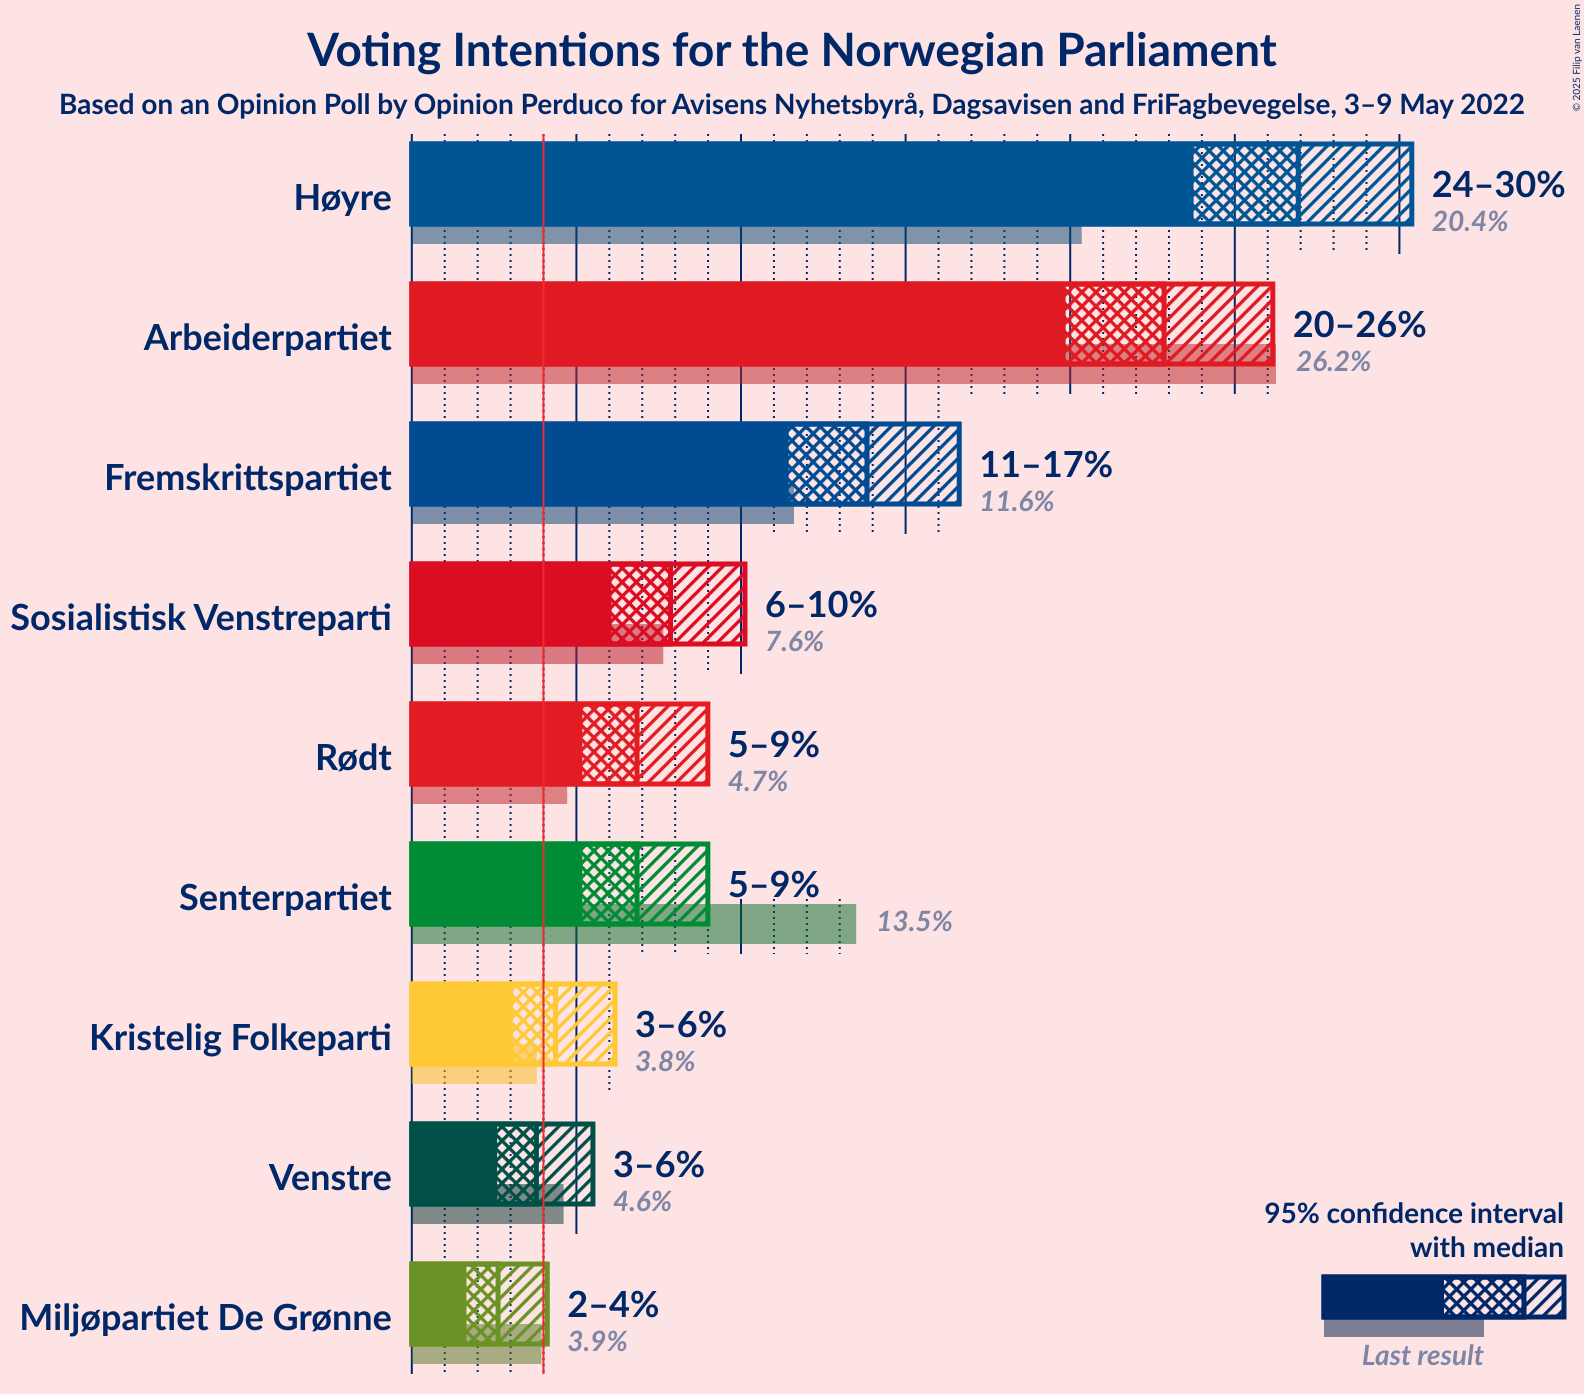 Voting Intentions for the Norwegian Parliament
Based on an Opinion Poll by Opinion Perduco for Avisens Nyhetsbyrå, Dagsavisen and FriFagbevegelse, 3–9 May 2022
© 2025 Filip van Laenen
Høyre
24–30%
20.4%
Arbeiderpartiet
20–26%
26.2%
Fremskrittspartiet
11–17%
11.6%
Sosialistisk Venstreparti
6–10%
7.6%
Rødt
5–9%
4.7%
Senterpartiet
5–9%
13.5%
Kristelig Folkeparti
3–6%
3.8%
Venstre
3–6%
4.6%
Miljøpartiet De Grønne
2–4%
3.9%
95% confidence interval
with median
Last result